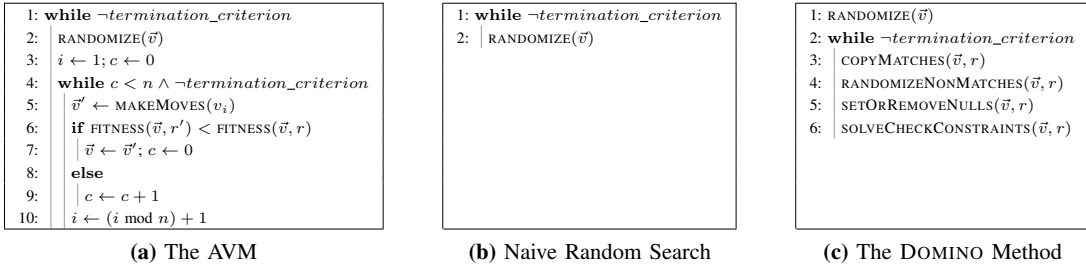 1: while ¬termination_criterion
2: RANDOMIZE(v⃗)
3: i ← 1; c ← 0
4: while c < n ∧ ¬termination_criterion
5: v⃗′ ← MAKEMOVES(vᵢ)
6: if FITNESS(v⃗, r′) < FITNESS(v⃗, r)
7: v⃗ ← v⃗′; c ← 0
8: else
9: c ← c + 1
10: i ← (i mod n) + 1
(a) The AVM
1: while ¬termination_criterion
2: RANDOMIZE(v⃗)
(b) Naive Random Search
1: RANDOMIZE(v⃗)
2: while ¬termination_criterion
3: COPYMATCHES(v⃗, r)
4: RANDOMIZENONMATCHES(v⃗, r)
5: SETORREMOVENULLS(v⃗, r)
6: SOLVECHECKCONSTRAINTS(v⃗, r)
(c) The DOMINO Method